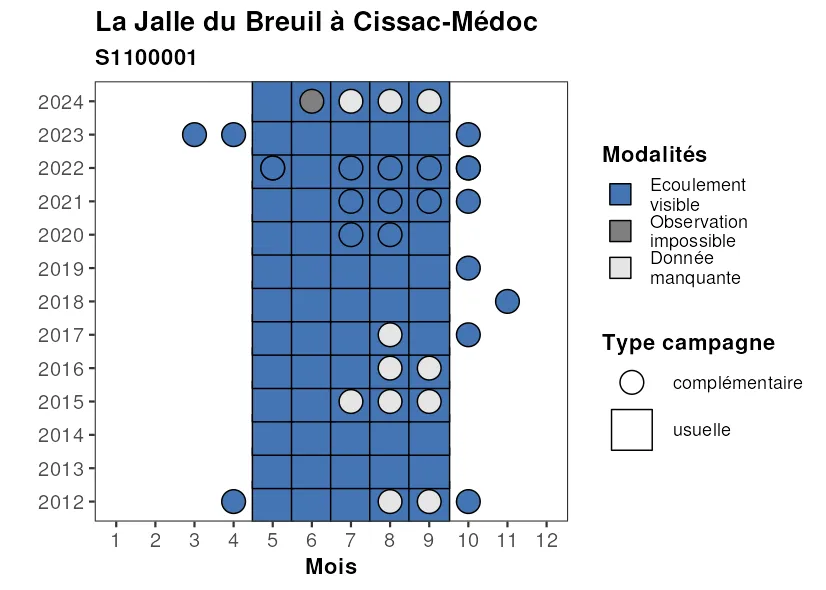 La Jalle du Breuil à Cissac-Médoc
S1100001
2024
2023
2022
2021
2020
2019
2018
2017
2016
2015
2014
2013
2012
1 2 3 4 5 6 7 8 9 10 11 12
Mois
Modalités
Ecoulement
visible
Observation
impossible
Donnée
manquante
Type campagne
complémentaire
usuelle